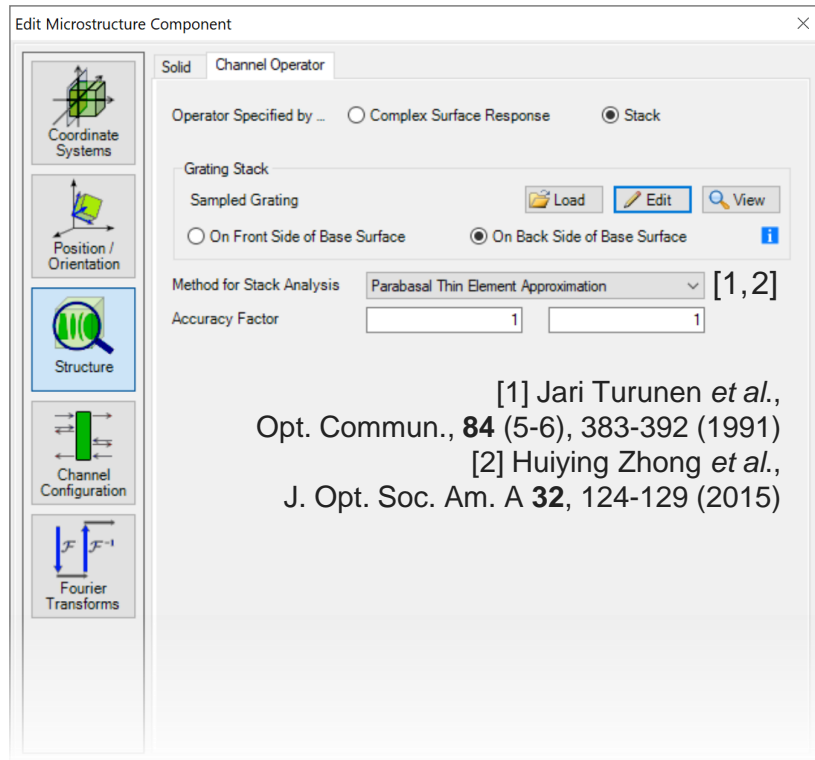 Edit Microstructure Component
Solid Channel Operator
Coordinate
Systems
Position /
Orientation
Structure
Channel
Configuration
ℱ ℱ⁻¹
Fourier
Transforms
Operator Specified by ... Complex Surface Response Stack
Grating Stack
Sampled Grating Load Edit View
On Front Side of Base Surface On Back Side of Base Surface i
Method for Stack Analysis Parabasal Thin Element Approximation [1,2]
Accuracy Factor 1 1
[1] Jari Turunen et al.,
Opt. Commun., 84 (5-6), 383-392 (1991)
[2] Huiying Zhong et al.,
J. Opt. Soc. Am. A 32, 124-129 (2015)